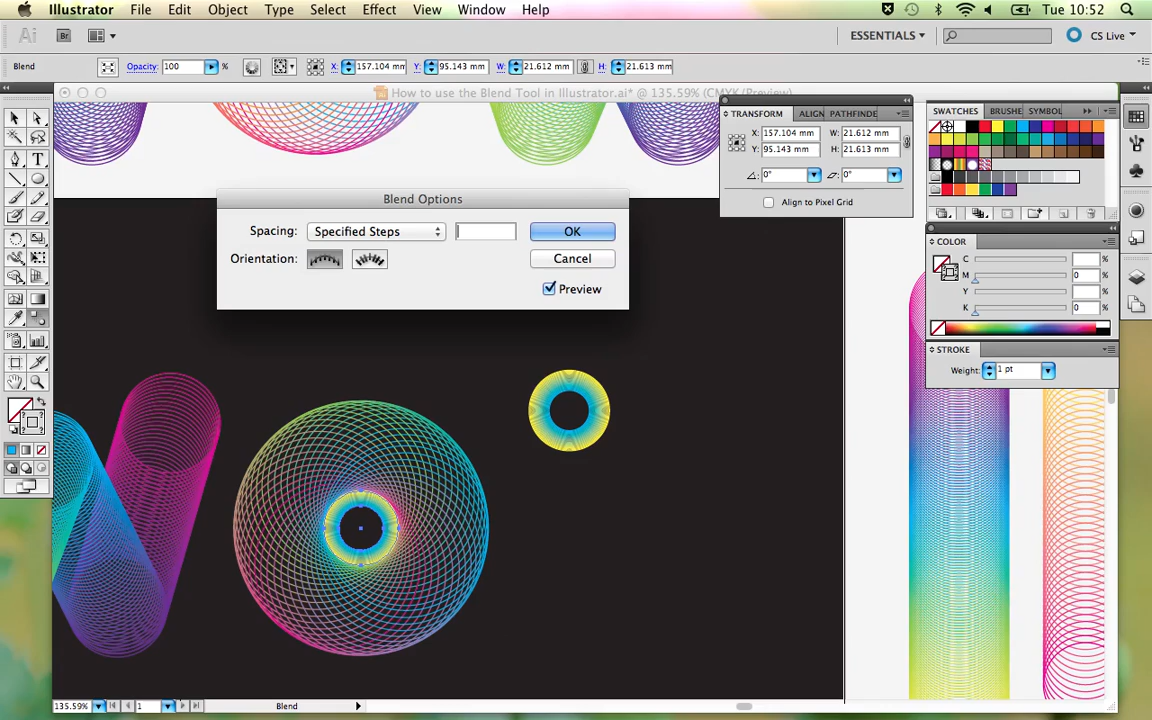 Illustrator File Edit Object Type Select Effect View Window Help Tue 10:52
Ai Br ESSENTIALS CS Live
Blend Opacity: 100 % X: 157.104 mm Y: 95.143 mm W: 21.612 mm H: 21.613 mm
How to use the Blend Tool in Illustrator.ai* @ 135.59% (CMYK/Preview)
TRANSFORM ALIGN PATHFINDE
X: 157.104 mm W: 21.612 mm
Y: 95.143 mm H: 21.613 mm
0° 0°
Align to Pixel Grid
SWATCHES BRUSHE SYMBOL
COLOR
C %
M 0 %
Y %
K 0 %
STROKE
Weight: 1 pt
Blend Options
Spacing: Specified Steps OK
Orientation: Cancel
Preview
T
? ?
135.59% 1 Blend